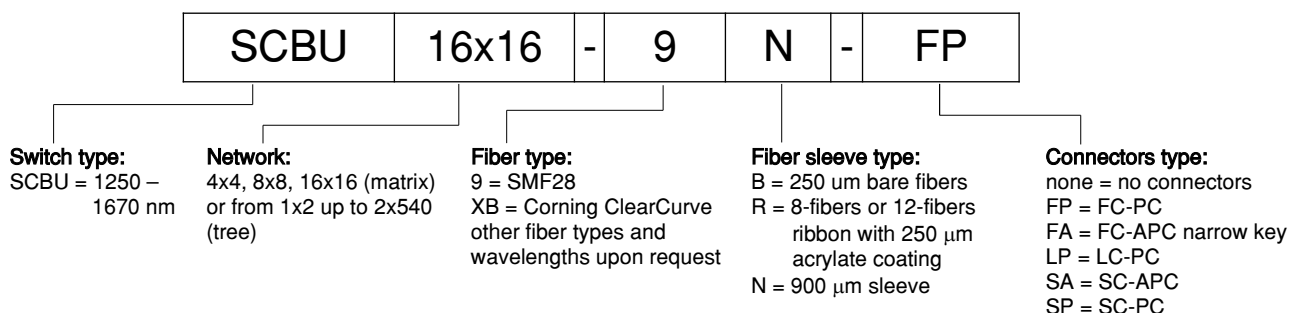 SCBU 16x16 - 9 N - FP
Switch type:
SCBU = 1250 –
1670 nm
Network:
4x4, 8x8, 16x16 (matrix)
or from 1x2 up to 2x540
(tree)
Fiber type:
9 = SMF28
XB = Corning ClearCurve
other fiber types and
wavelengths upon request
Fiber sleeve type:
B = 250 um bare fibers
R = 8-fibers or 12-fibers
ribbon with 250 μm
acrylate coating
N = 900 μm sleeve
Connectors type:
none = no connectors
FP = FC-PC
FA = FC-APC narrow key
LP = LC-PC
SA = SC-APC
SP = SC-PC